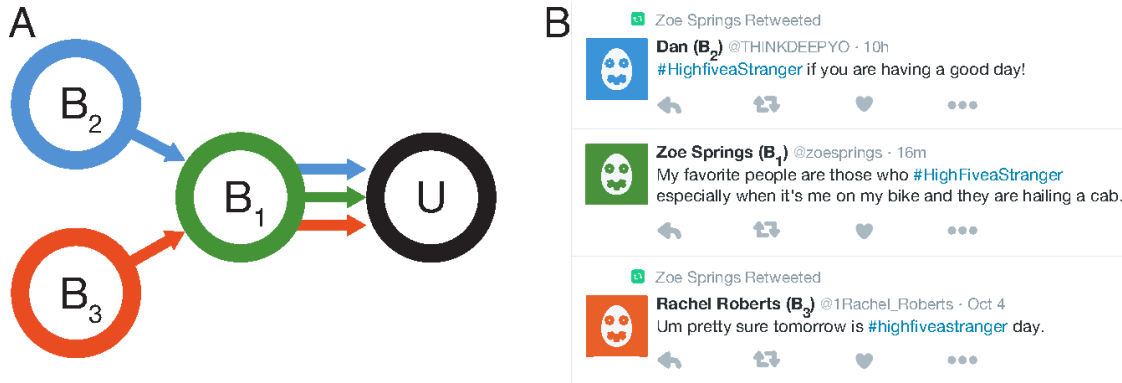 A
B2
B1
U
B3
B
Zoe Springs Retweeted
Dan (B2) @THINKDEEPYO · 10h
#HighfiveaStranger if you are having a good day!
Zoe Springs (B1) @zoesprings · 16m
My favorite people are those who #HighFiveaStranger
especially when it's me on my bike and they are hailing a cab.
Zoe Springs Retweeted
Rachel Roberts (B3) @1Rachel_Roberts · Oct 4
Um pretty sure tomorrow is #highfiveastranger day.